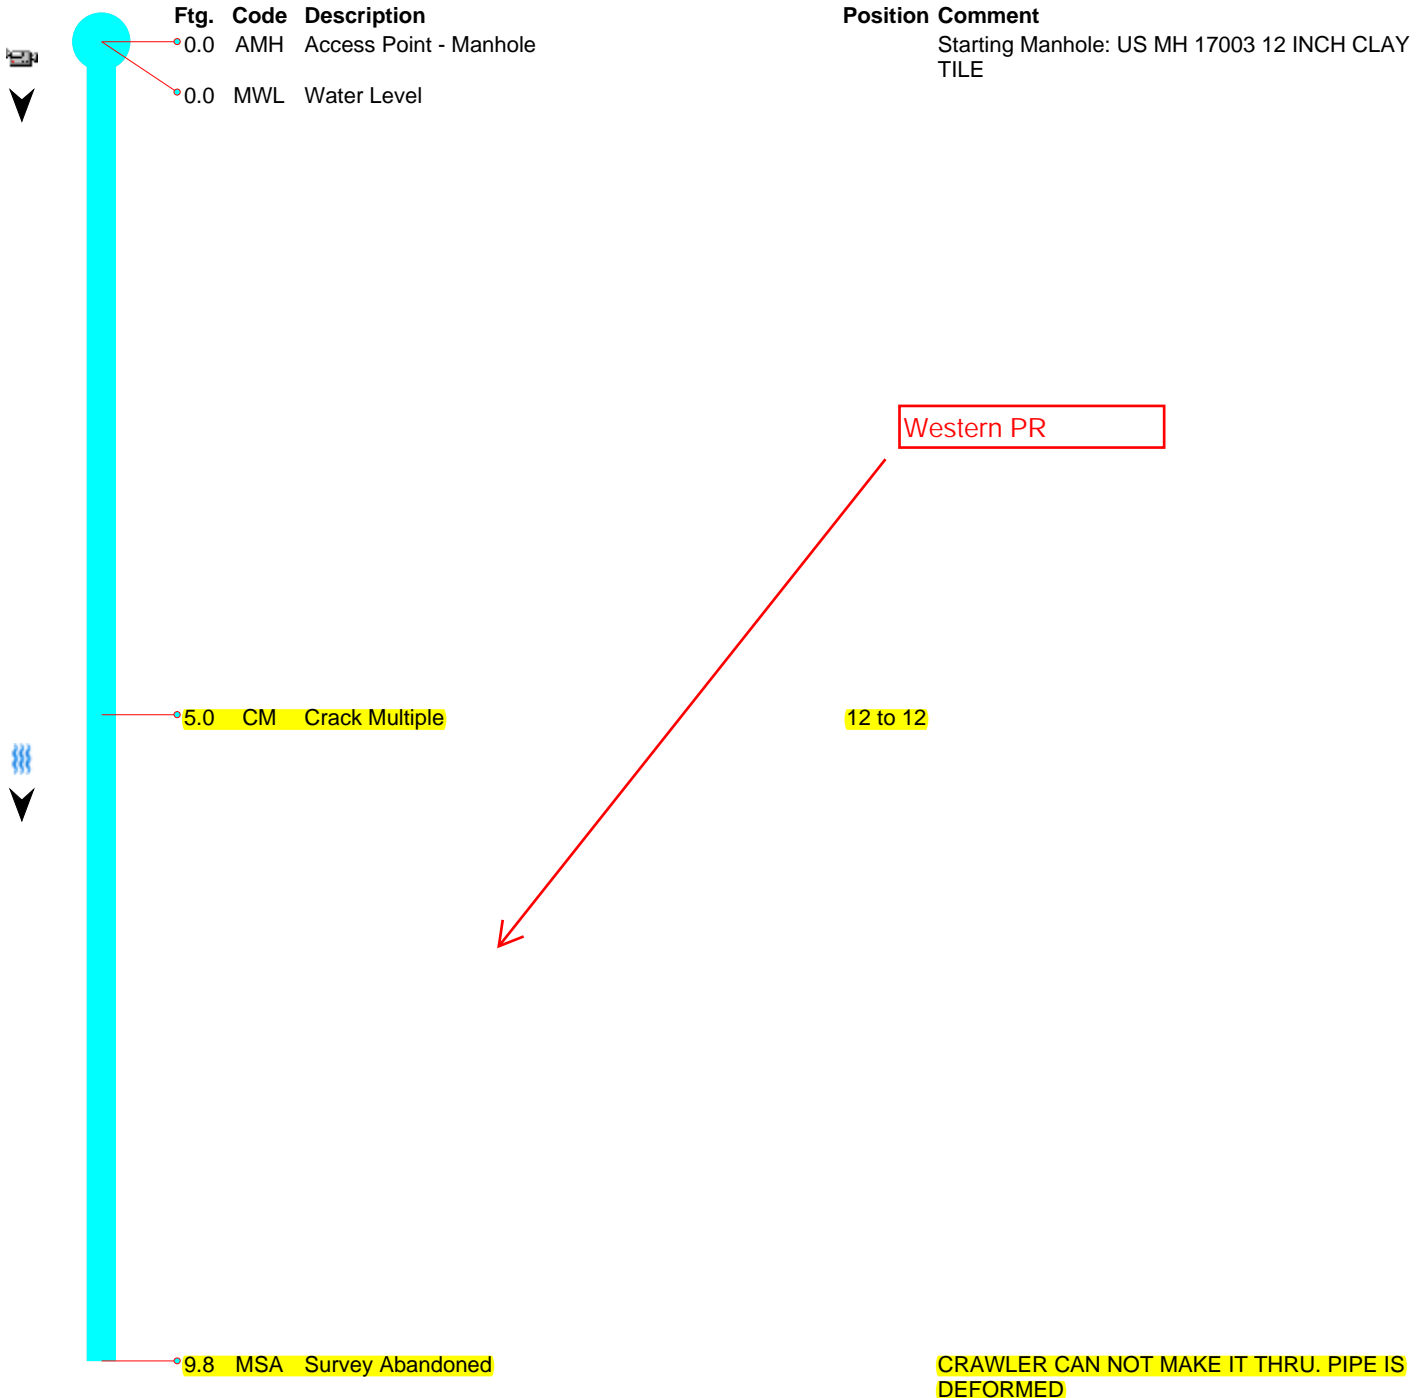 Ftg. Code Description Position Comment
0.0 AMH Access Point - Manhole Starting Manhole: US MH 17003 12 INCH CLAY
TILE
0.0 MWL Water Level
Western PR
5.0 CM Crack Multiple 12 to 12
9.8 MSA Survey Abandoned CRAWLER CAN NOT MAKE IT THRU. PIPE IS
DEFORMED